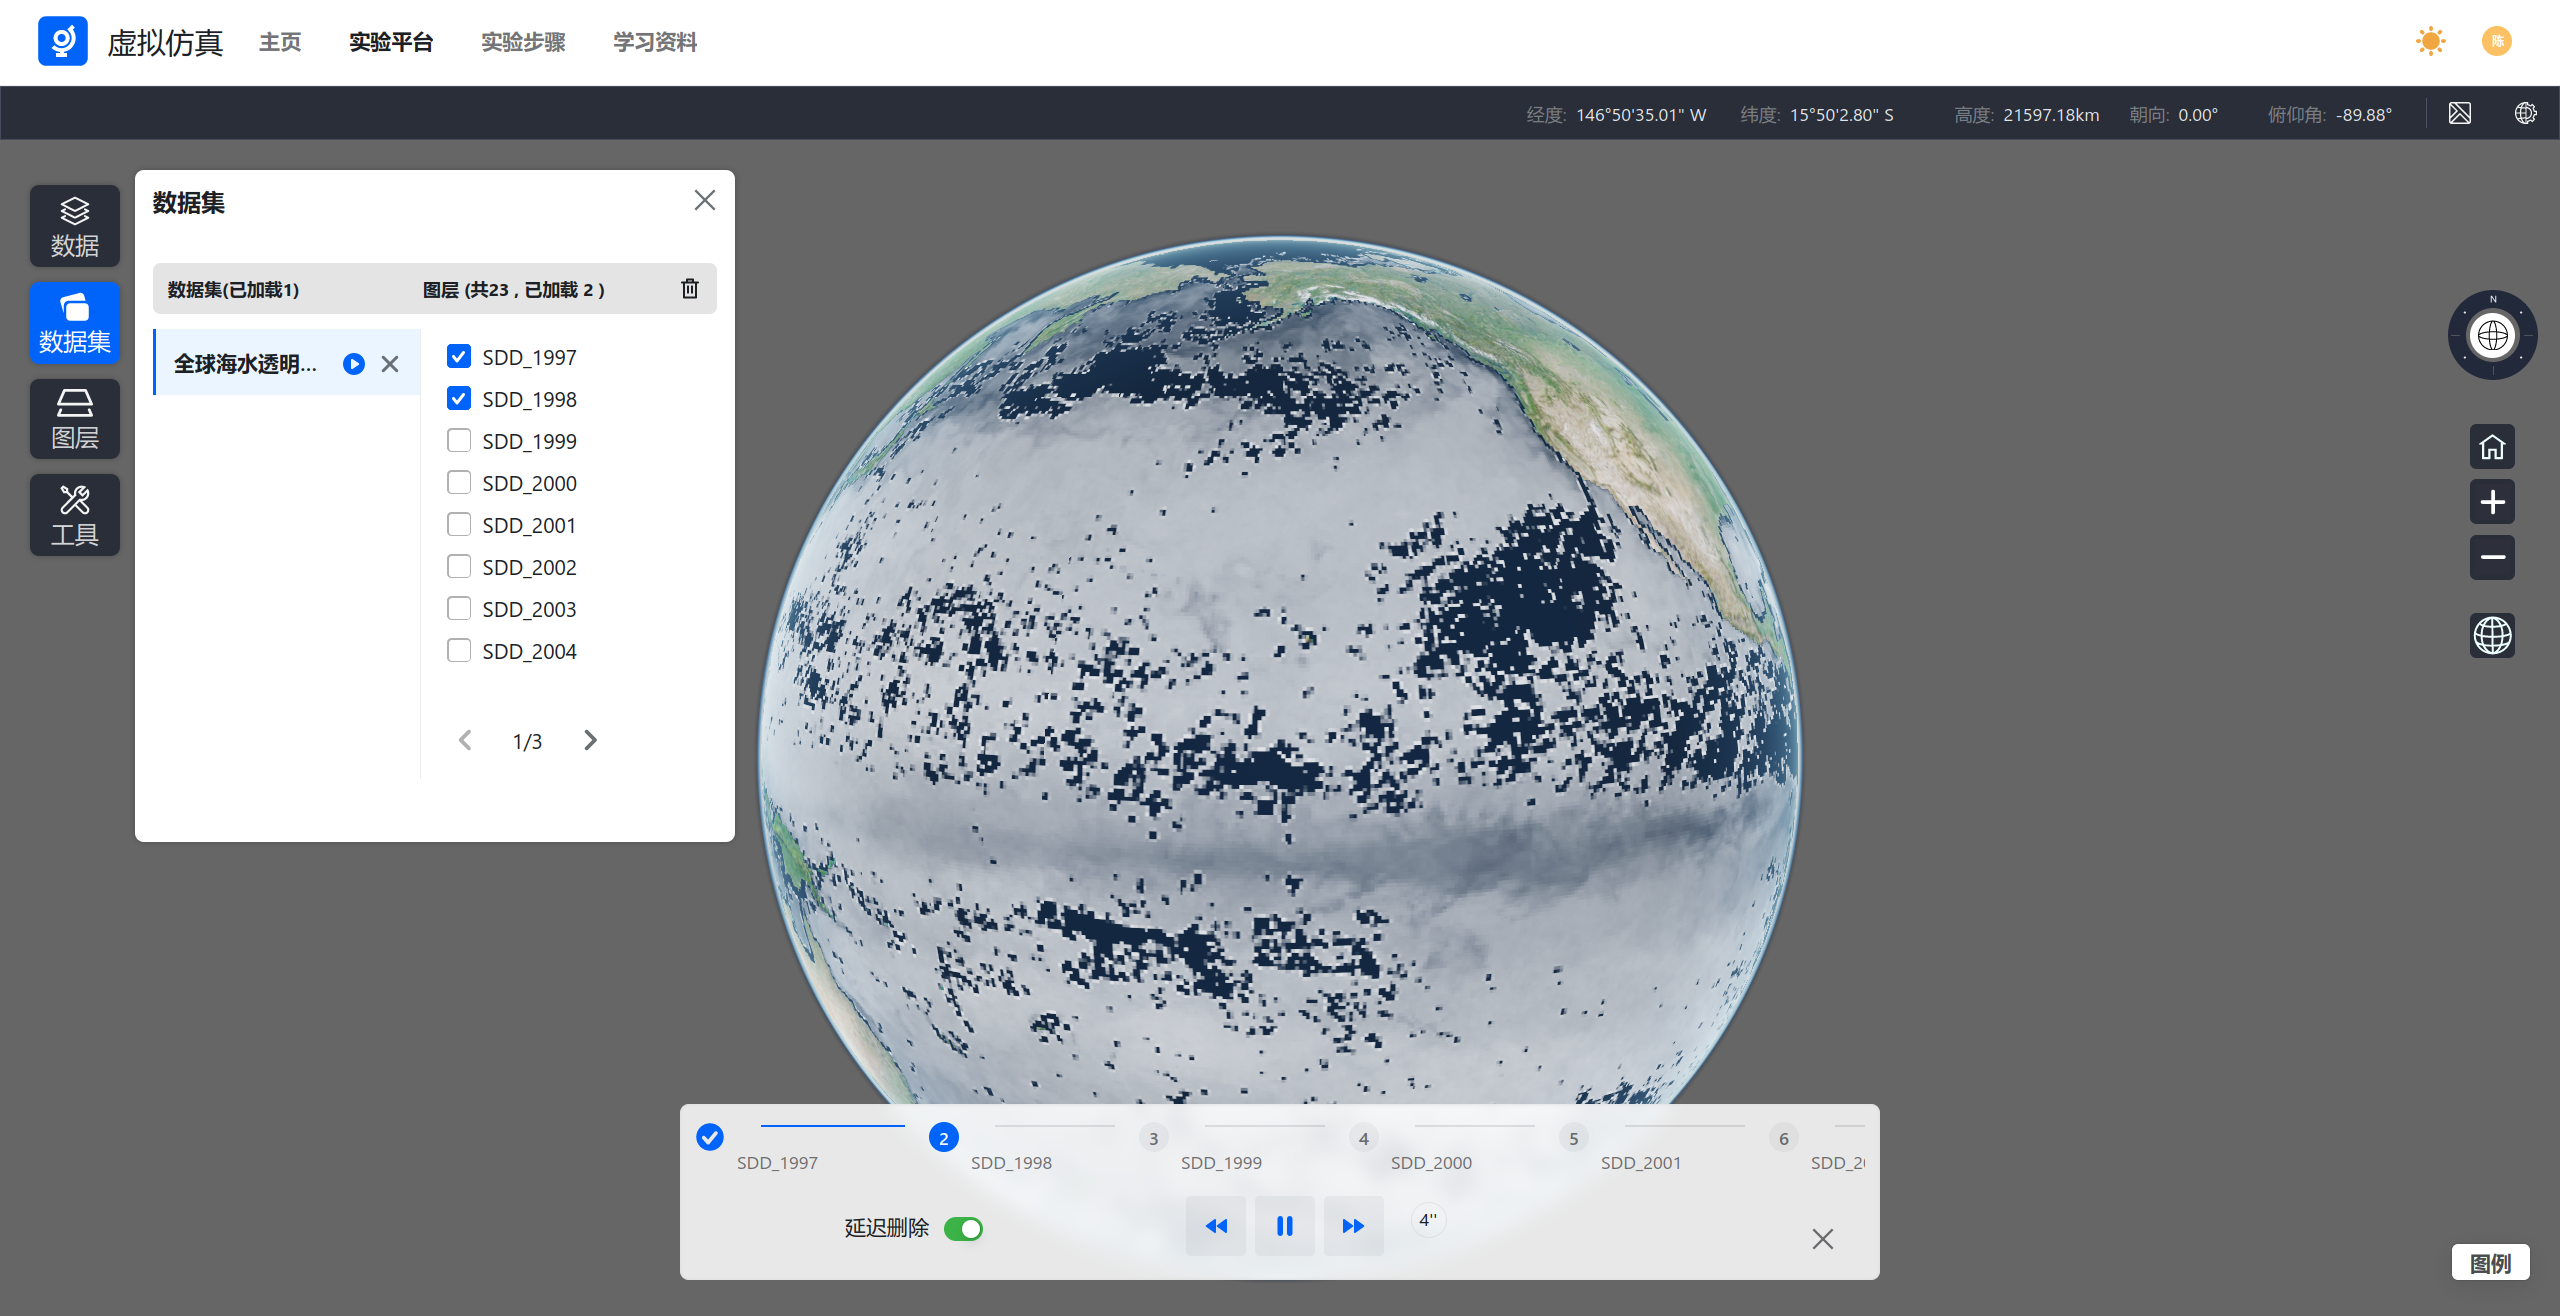 虚拟仿真 主页 实验平台 实验步骤 学习资料 陈
经度: 146°50'35.01" W 纬度: 15°50'2.80" S 高度: 21597.18km 朝向: 0.00° 俯仰角: -89.88°
数据
数据集
图层
工具
数据集
数据集(已加载1) 图层 (共23 , 已加载 2 )
全球海水透明...
SDD_1997
SDD_1998
SDD_1999
SDD_2000
SDD_2001
SDD_2002
SDD_2003
SDD_2004
1/3
N
2 3 4 5 6
SDD_1997 SDD_1998 SDD_1999 SDD_2000 SDD_2001 SDD_2
延迟删除 4''
图例